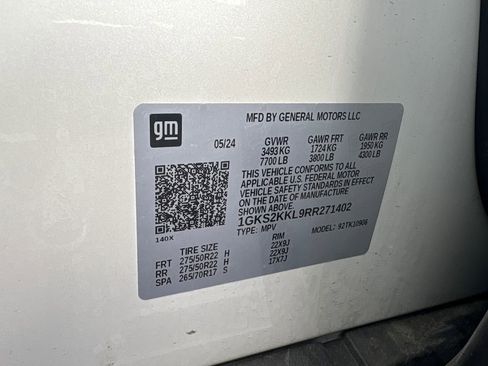 gm
MFD BY GENERAL MOTORS LLC
05/24 GVWR GAWR FRT GAWR RR
3493 KG 1724 KG 1950 KG
7700 LB 3800 LB 4300 LB
THIS VEHICLE CONFORMS TO ALL
APPLICABLE U.S. FEDERAL MOTOR
VEHICLE SAFETY STANDARDS IN EFFECT
ON THE DATE OF MANUFACTURE
SHOWN ABOVE.
1GKS2KKL9RR271402
TYPE: MPV MODEL: 92TK10906
140X
TIRE SIZE RIM
FRT 275/50R22 H 22X9J
RR 275/50R22 H 22X9J
SPA 265/70R17 S 17X7J